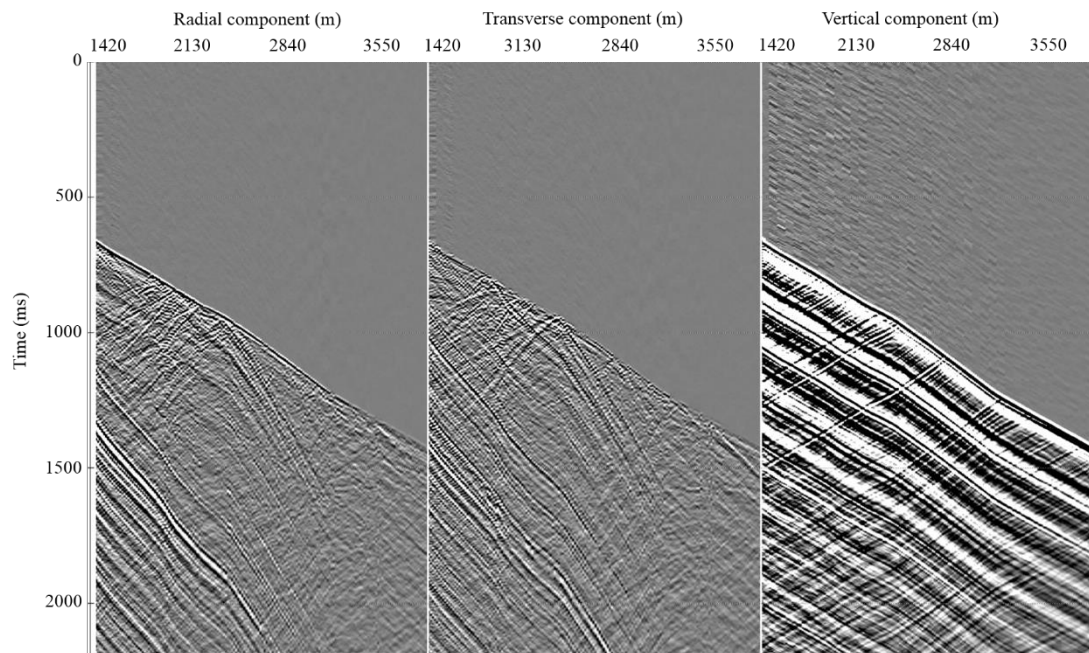 Radial component (m) Transverse component (m) Vertical component (m)
1420 2130 2840 3550 1420 3130 2840 3550 1420 2130 2840 3550
0
500
1000
1500
2000
Time (ms)